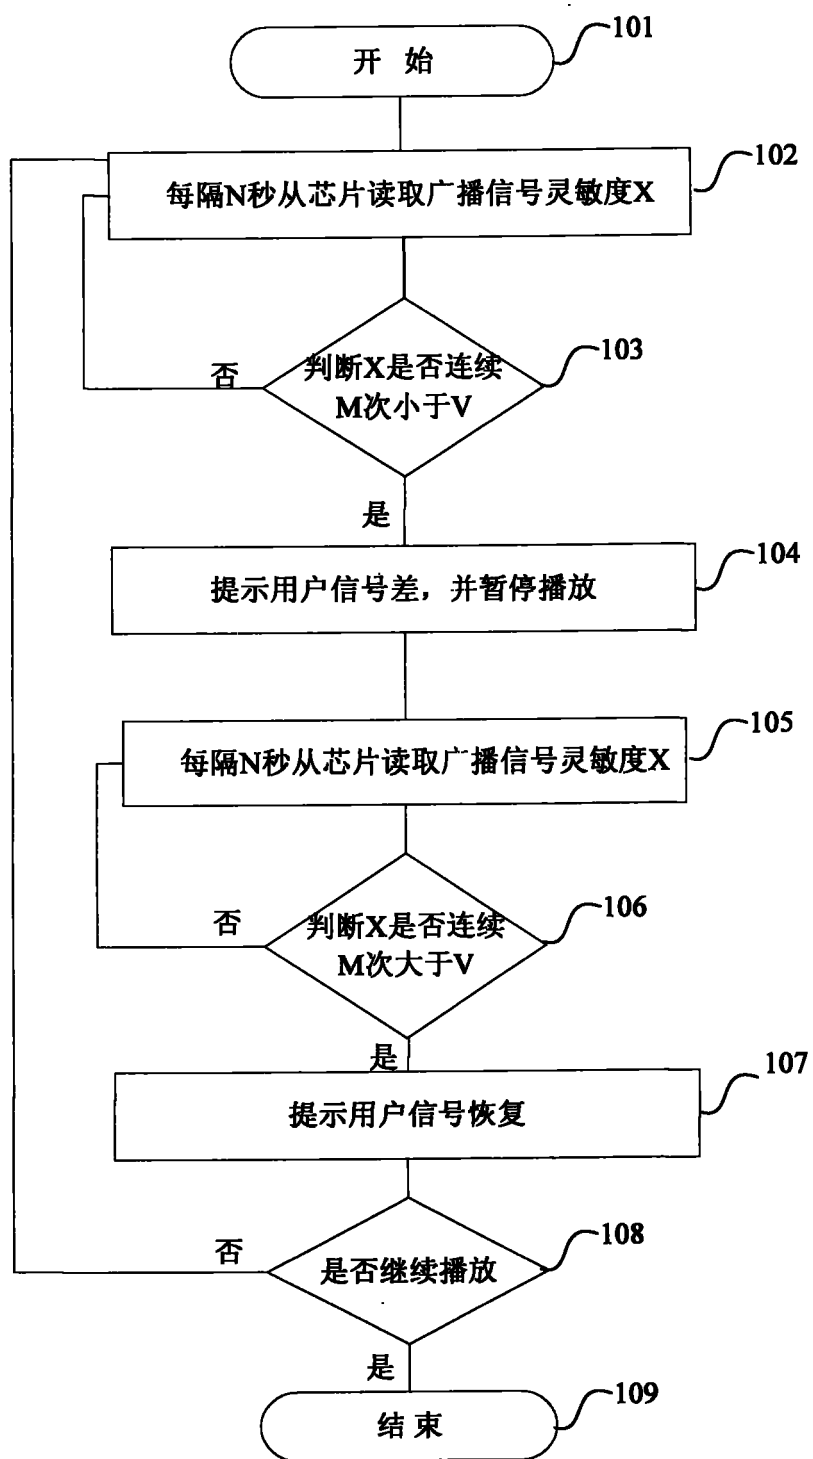 开 始
101
每隔N秒从芯片读取广播信号灵敏度X
102
判断X是否连续
M次小于V
103
否
是
提示用户信号差，并暂停播放
104
每隔N秒从芯片读取广播信号灵敏度X
105
判断X是否连续
M次大于V
106
否
是
提示用户信号恢复
107
是否继续播放
108
否
是
结 束
109